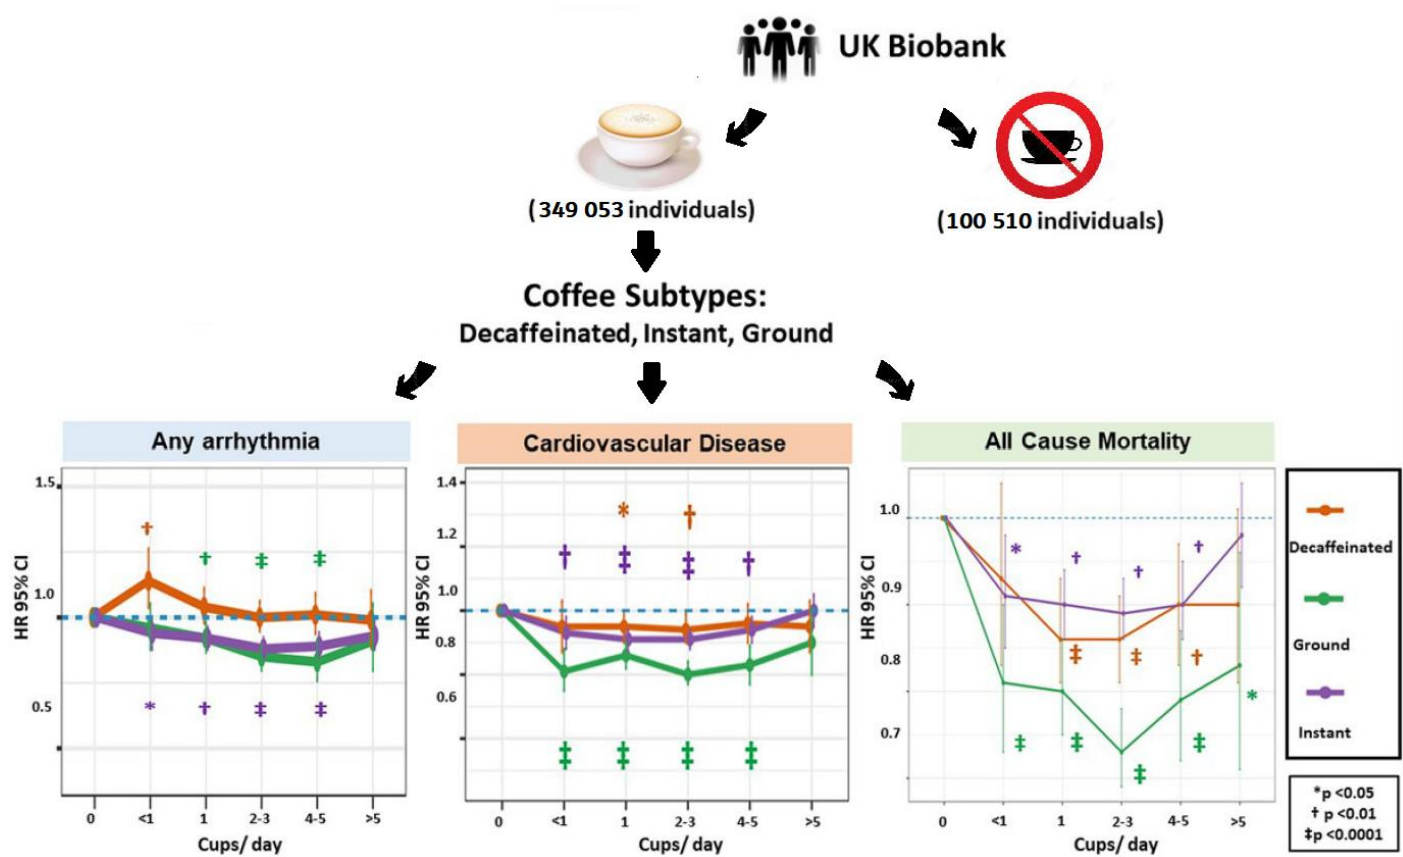 UK Biobank
(349 053 individuals)
(100 510 individuals)
Coffee Subtypes:
Decaffeinated, Instant, Ground
Any arrhythmia
HR 95% CI
1.5
1.0
0.5
†
† ‡ ‡
* † ‡ ‡
0 <1 1 2-3 4-5 >5
Cups/ day
Cardiovascular Disease
HR 95% CI
1.4
1.2
1.0
0.8
0.6
* †
† ‡ ‡ †
‡ ‡ ‡ ‡
0 <1 1 2-3 4-5 >5
Cups/ day
All Cause Mortality
HR 95% CI
1.0
0.9
0.8
0.7
* † † †
‡ ‡ †
‡ ‡ ‡ ‡ *
0 <1 1 2-3 4-5 >5
Cups/ day
Decaffeinated
Ground
Instant
*p <0.05
† p <0.01
‡p <0.0001